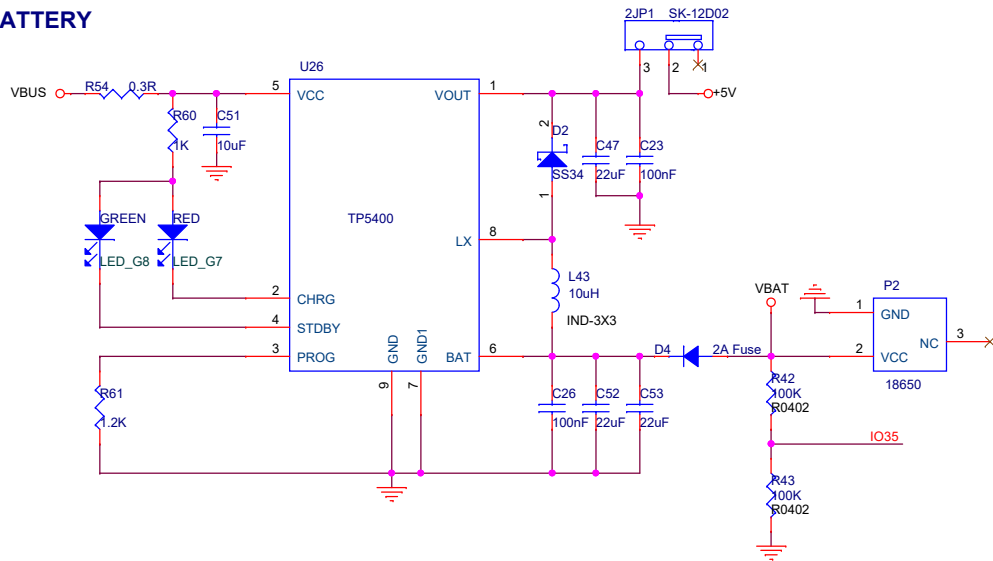 ATTERY
2JP1 SK-12D02
3 2 1
+5V
U26
VBUS
R54 0.3R
5 VCC
VOUT 1
R60
1K
C51
10uF
2
D2
SS34
1
C47
22uF
C23
100nF
GREEN
RED
LED_G8
LED_G7
TP5400
LX 8
L43
10uH
IND-3X3
2 CHRG
4 STDBY
3 PROG
GND
GND1
9
7
BAT 6
R61
1.2K
C26
100nF
C52
22uF
C53
22uF
D4
2A Fuse
VBAT
P2
1 GND
2 VCC
NC 3
18650
R42
100K
R0402
IO35
R43
100K
R0402